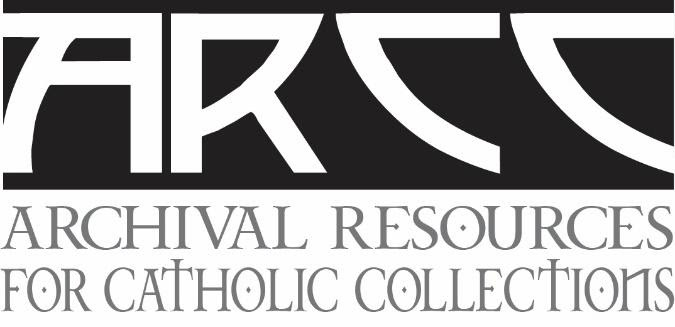 ARCC
ARCHIVAL RESOURCES
FOR CATHOLIC COLLECTIONS